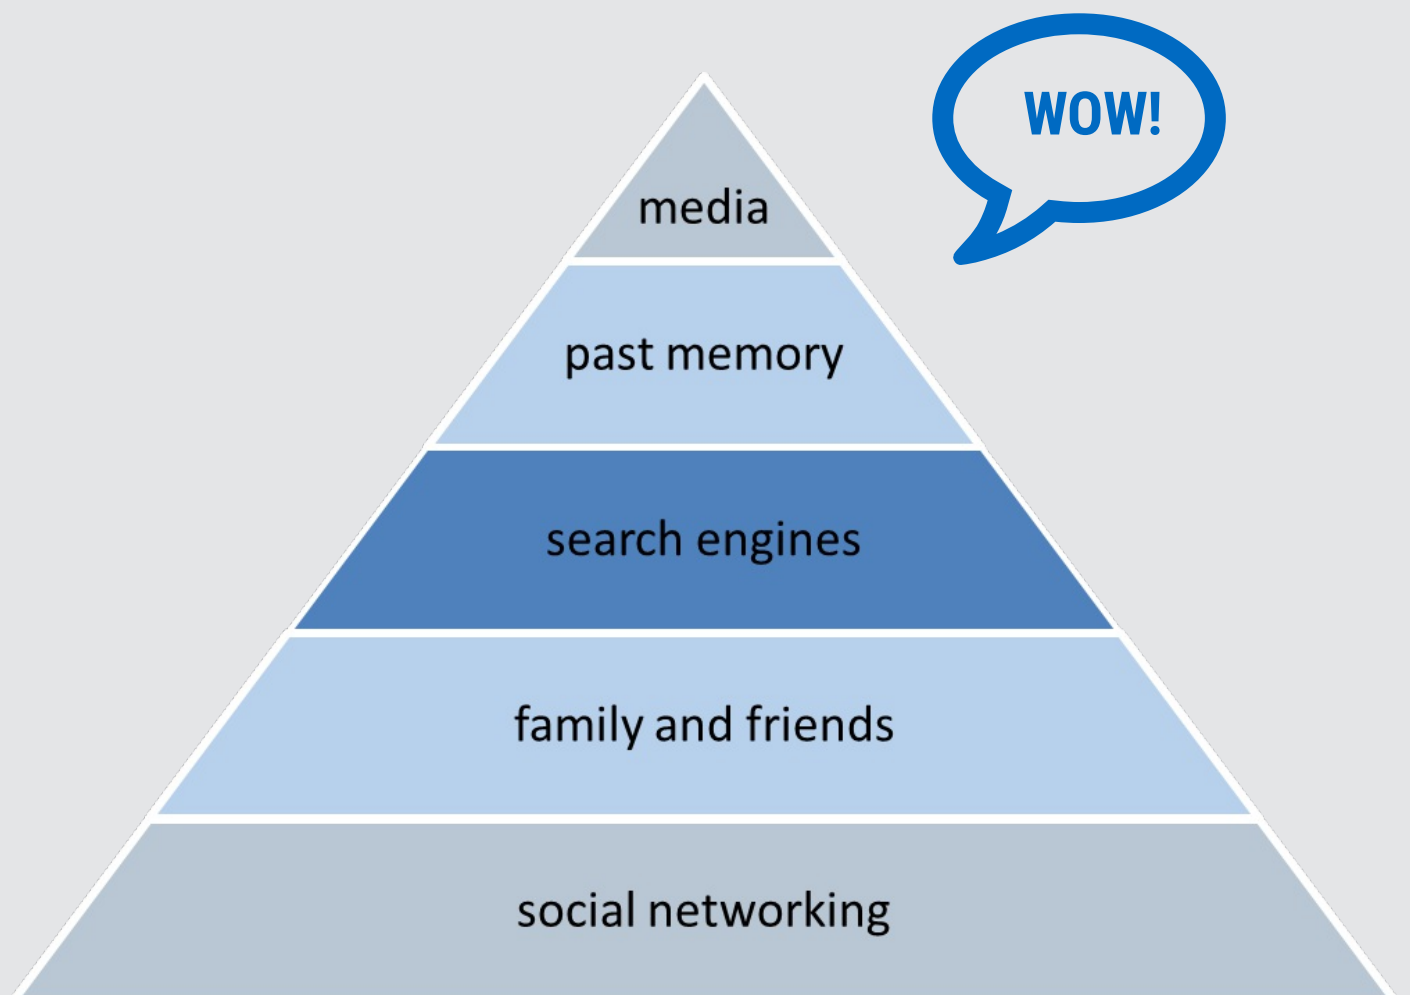 WOW!
media
past memory
search engines
family and friends
social networking